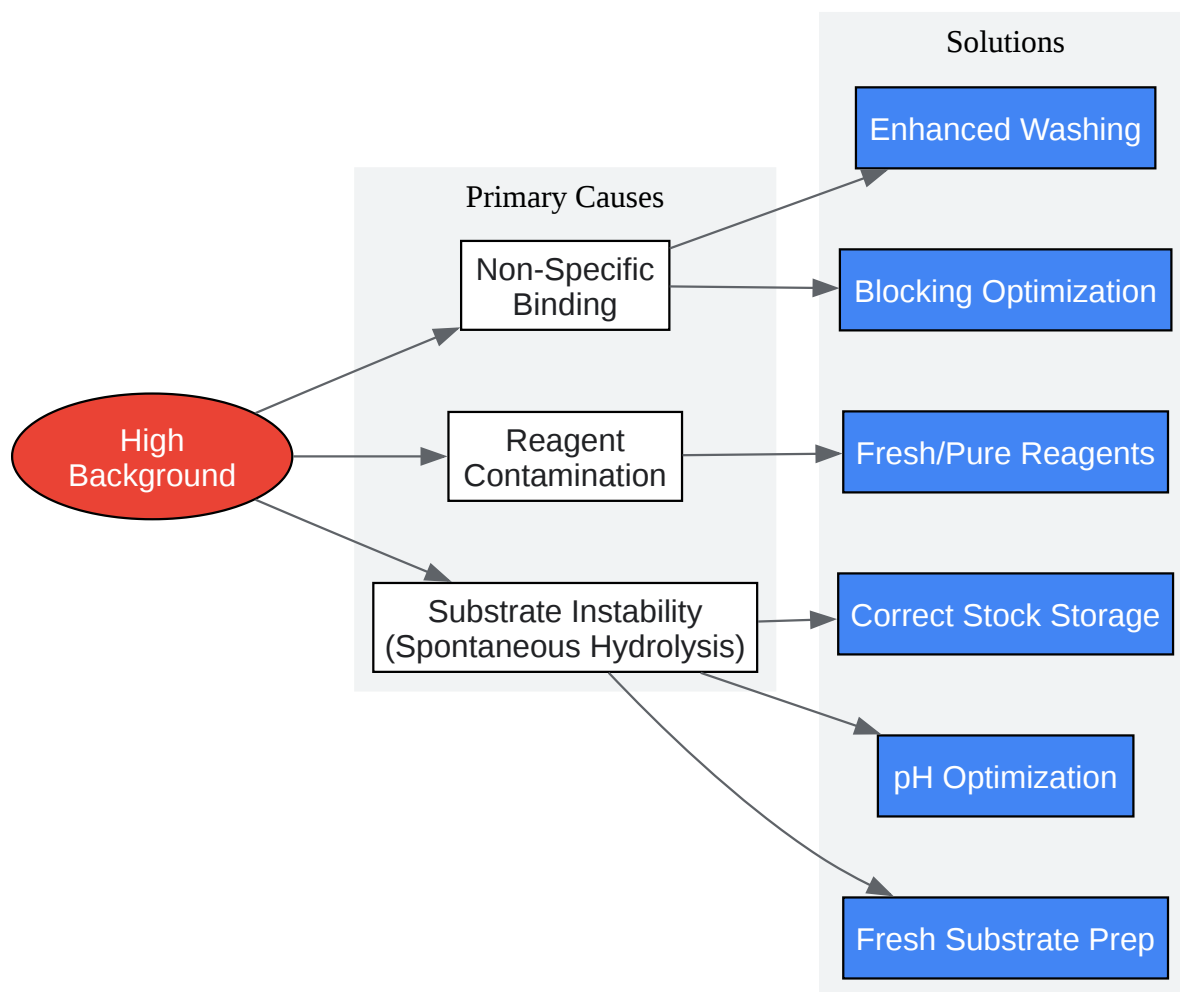 Solutions
Enhanced Washing
Primary Causes
Non-Specific
Binding
Blocking Optimization
High
Background
Reagent
Contamination
Fresh/Pure Reagents
Substrate Instability
(Spontaneous Hydrolysis)
Correct Stock Storage
pH Optimization
Fresh Substrate Prep